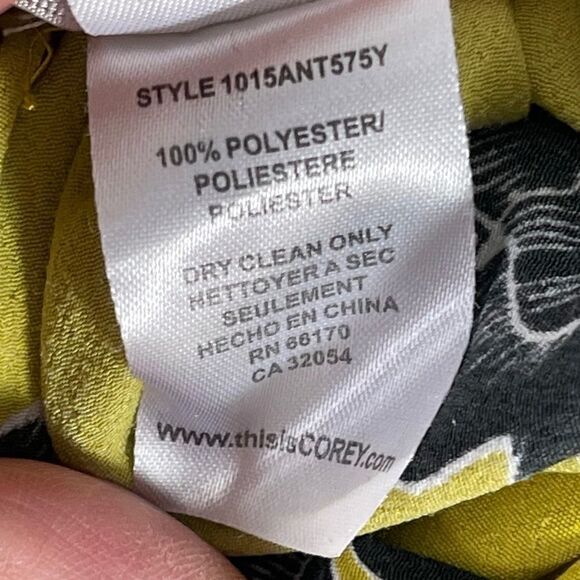 STYLE 1015ANT575Y
100% POLYESTER/
POLIESTERE
POLIESTER
DRY CLEAN ONLY
NETTOYER A SEC
SEULEMENT
HECHO EN CHINA
RN 66170
CA 32054
www.thisisCOREY.com